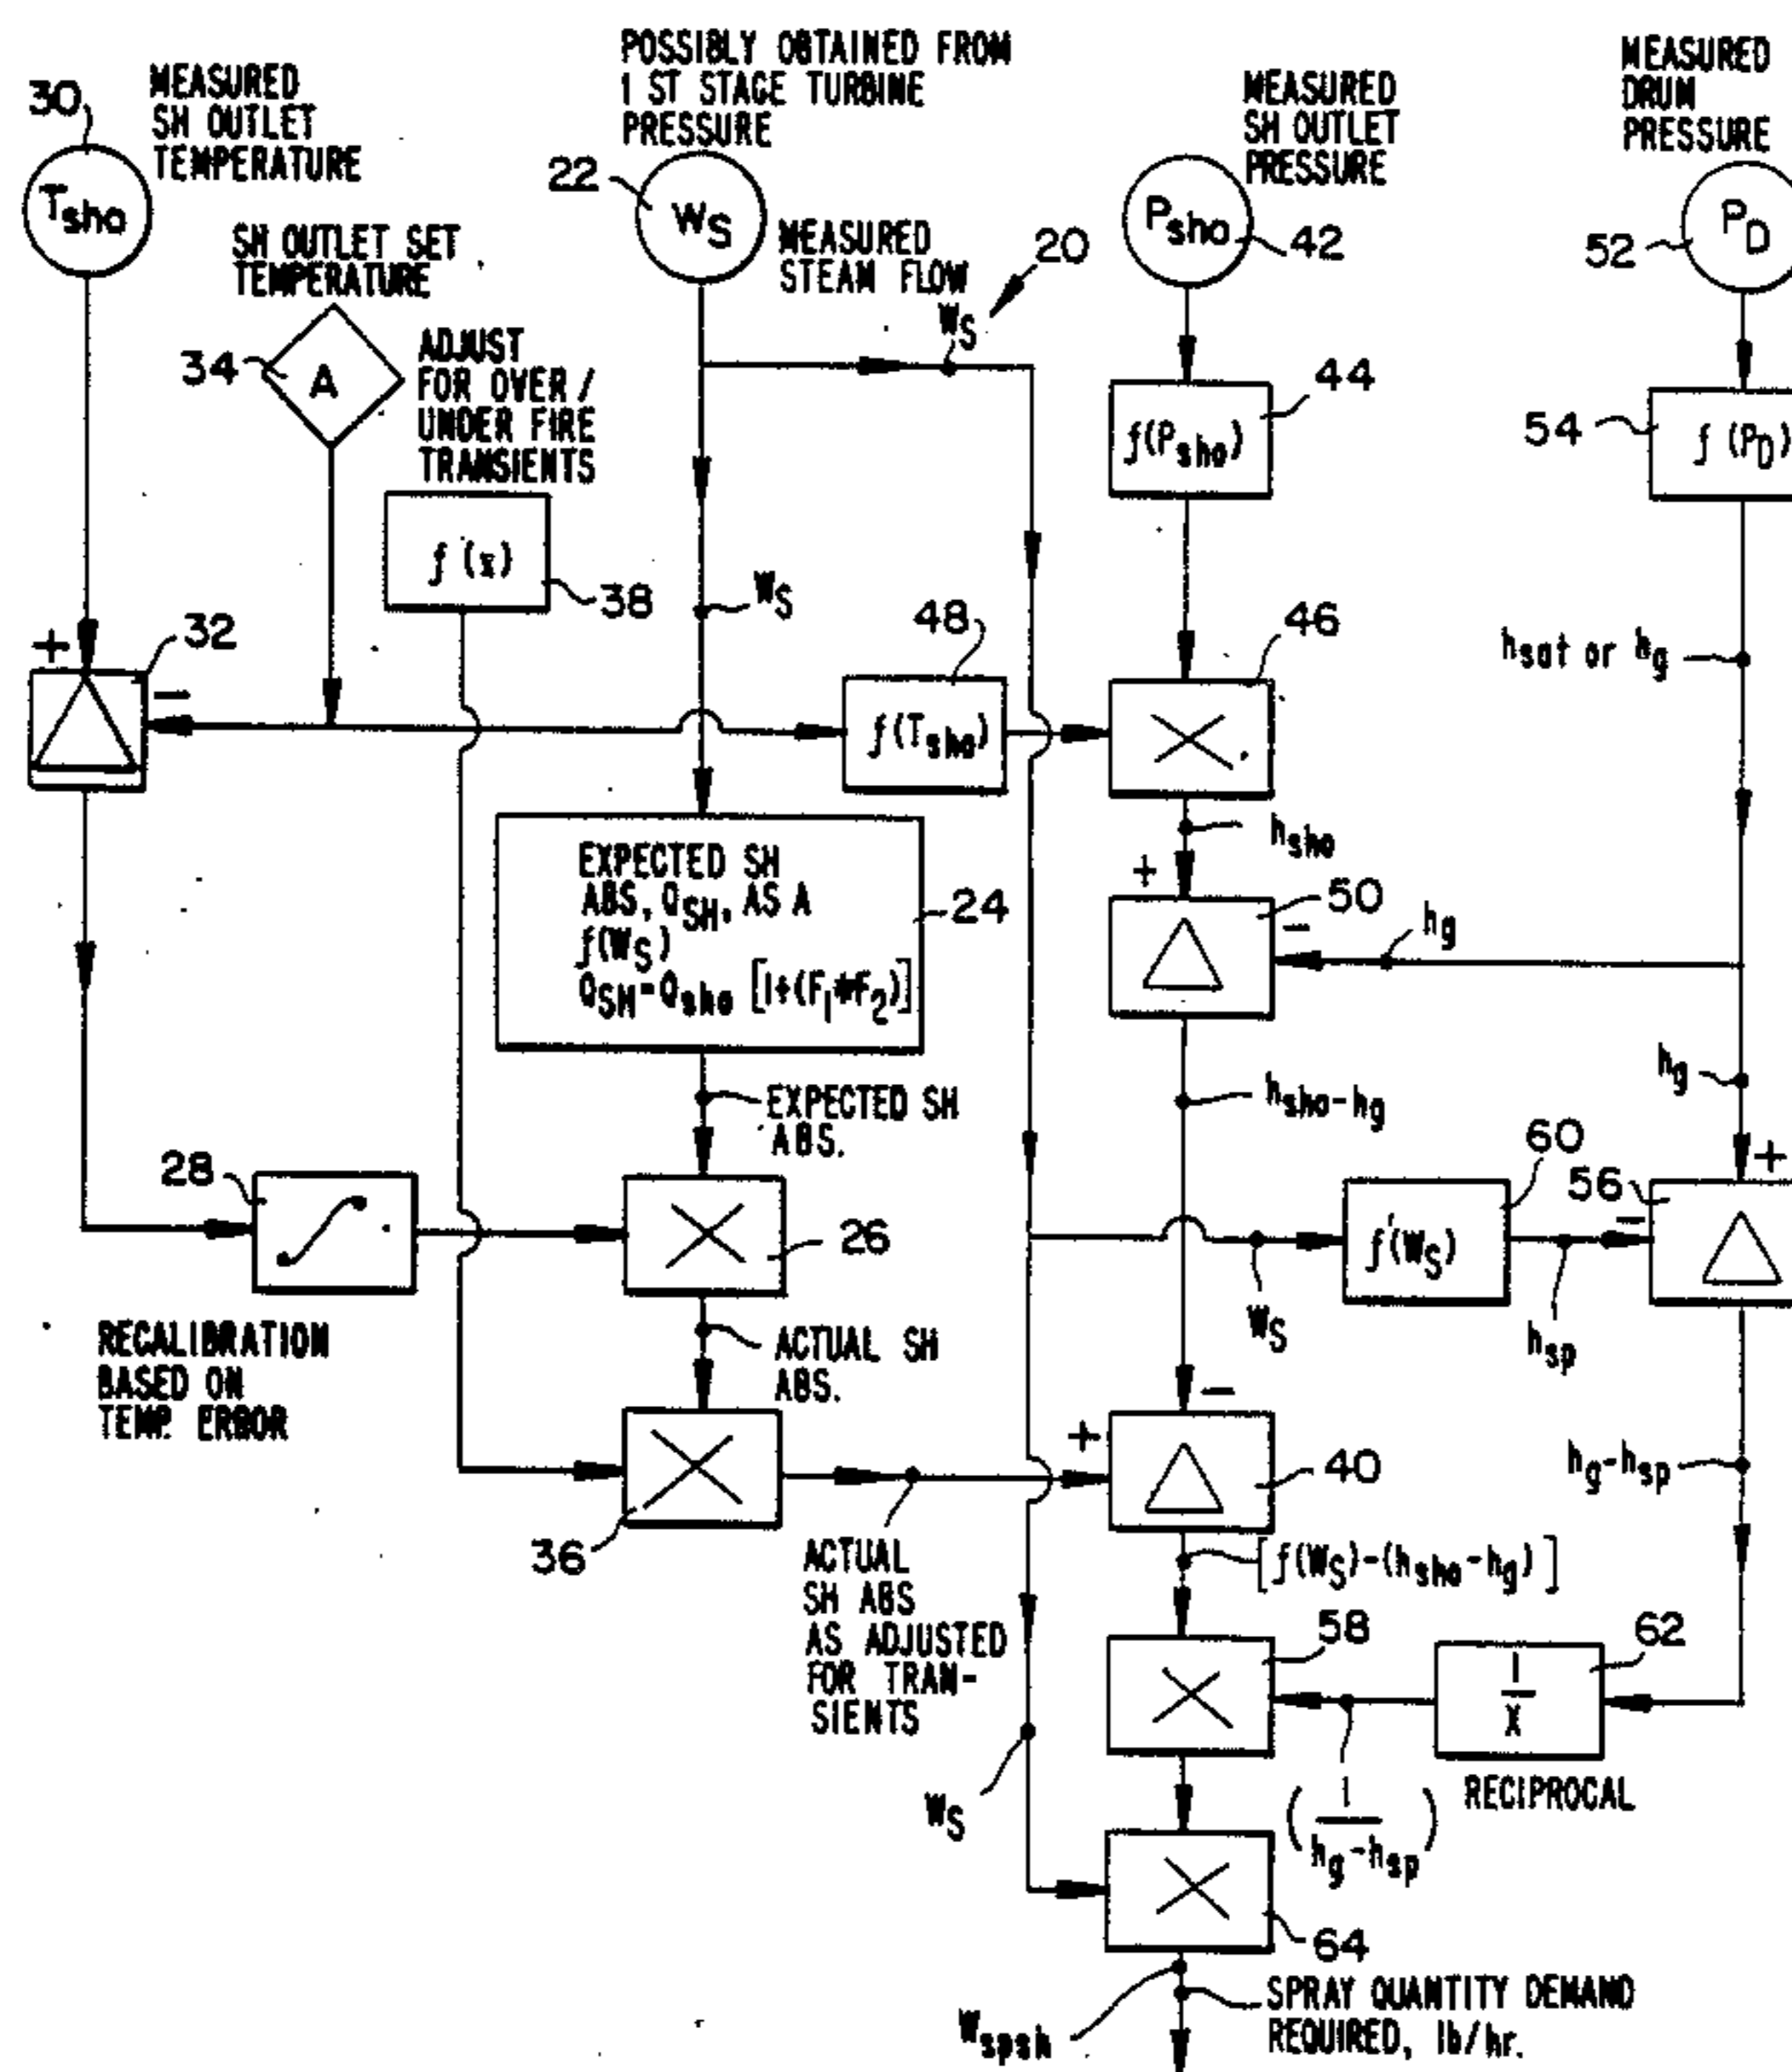 POSSIBLY OBTAINED FROM
1 ST STAGE TURBINE
PRESSURE
MEASURED
SH OUTLET
TEMPERATURE
MEASURED
SH OUTLET
PRESSURE
MEASURED
DRUM
PRESSURE
30
Tsho
22
WS
Psho
42
52
PD
SH OUTLET SET
TEMPERATURE
MEASURED
STEAM FLOW
20
WS
34
A
ADJUST
FOR OVER/
UNDER FIRE
TRANSIENTS
44
f(Psho)
54
f (PD)
f (x)
38
WS
48
46
hsat or hg
+
32
−
f(Tsho)
X
hsho
EXPECTED SH
ABS, QSH, AS A
f(WS)
QSH=Qsho [1+(F1*F2)]
24
+
50
−
hg
Δ
EXPECTED SH
ABS.
hsho-hg
hg
28
X
26
60
f(WS)
56
+
−
Δ
WS
hsp
RECALIBRATION
BASED ON
TEMP. ERROR
ACTUAL SH
ABS.
−
+
X
36
Δ
40
hg-hsp
ACTUAL
SH ABS
AS ADJUSTED
FOR TRAN-
SIENTS
[f(WS)-(hsho-hg)]
58
X
62
1
X
WS
(1
hg-hsp)
RECIPROCAL
X
64
Wspsh
SPRAY QUANTITY DEMAND
REQUIRED, lb/hr.